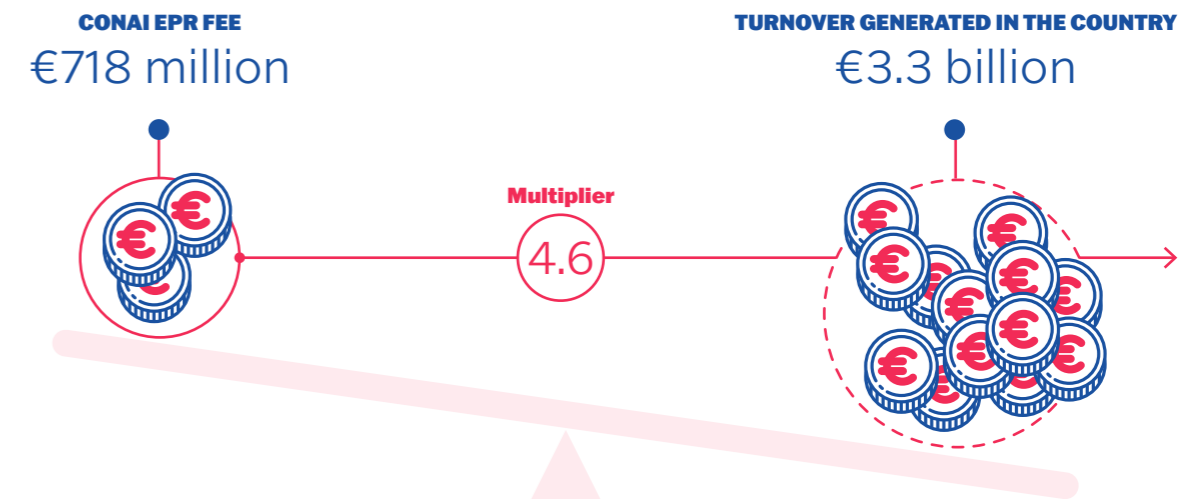 CONAI EPR FEE
€718 million
TURNOVER GENERATED IN THE COUNTRY
€3.3 billion
Multiplier
4.6